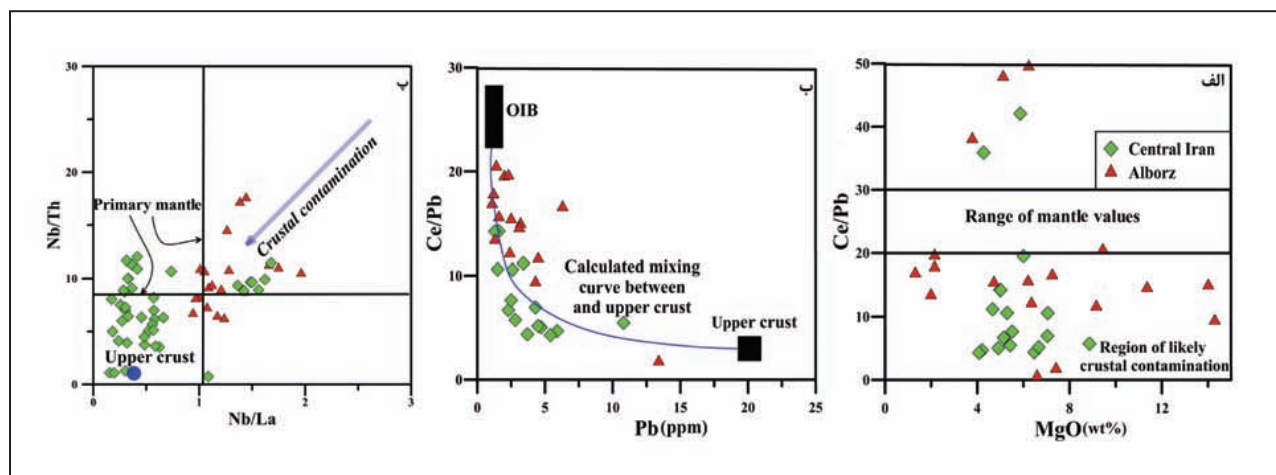 30
20
10
0
Nb/Th
پ
Primary mantle
Crustal contamination
Upper crust
0
1
2
3
Nb/La
30
20
10
0
Ce/Pb
ب
OIB
Calculated mixing
curve between
and upper crust
Upper crust
0
5
10
15
20
25
Pb (ppm)
50
40
30
20
10
0
Ce/Pb
الف
Central Iran
Alborz
Range of mantle values
Region of likely
crustal contamination
0
4
8
12
MgO (wt%)